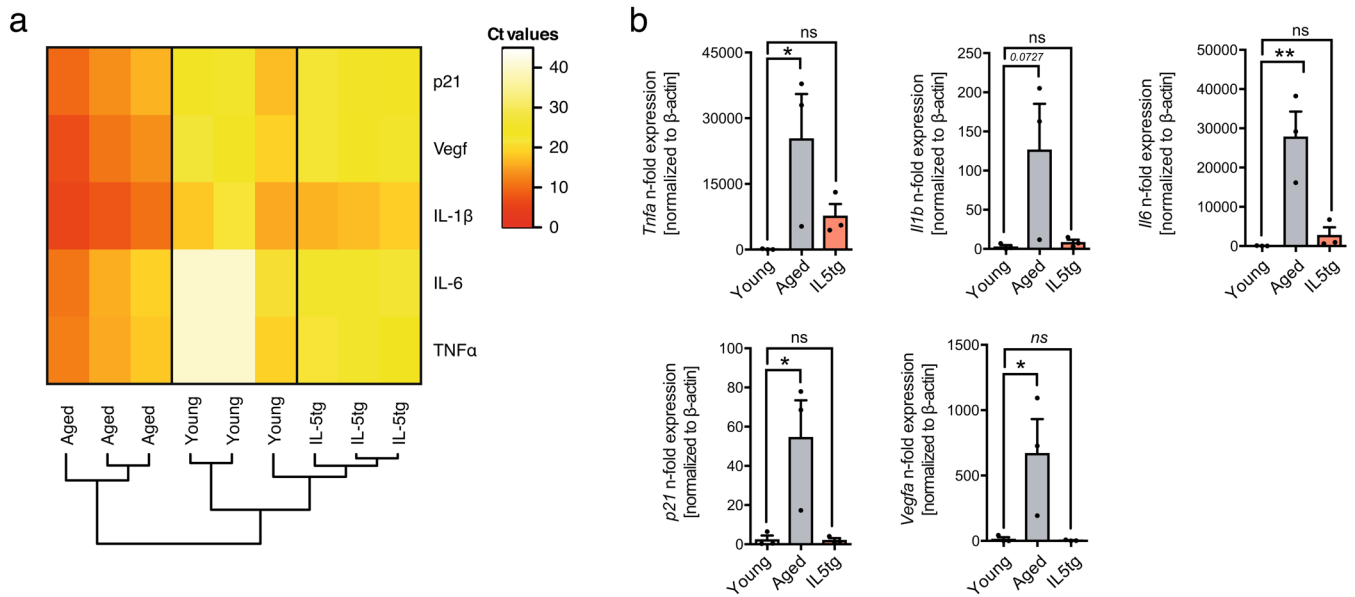 a
Ct values
40
30
20
10
0
p21
Vegf
IL-1β
IL-6
TNFα
Aged
Aged
Aged
Young
Young
Young
IL-5tg
IL-5tg
IL-5tg
b
Tnfa n-fold expression
[normalized to β-actin]
45000
30000
15000
0
ns
*
Young
Aged
IL5tg
Il1b n-fold expression
[normalized to β-actin]
250
200
150
100
50
0
ns
0.0727
Young
Aged
IL5tg
Il6 n-fold expression
[normalized to β-actin]
50000
40000
30000
20000
10000
0
ns
**
Young
Aged
IL5tg
p21 n-fold expression
[normalized to β-actin]
100
80
60
40
20
0
ns
*
Young
Aged
IL5tg
Vegfa n-fold expression
[normalized to β-actin]
1500
1000
500
0
ns
*
Young
Aged
IL5tg